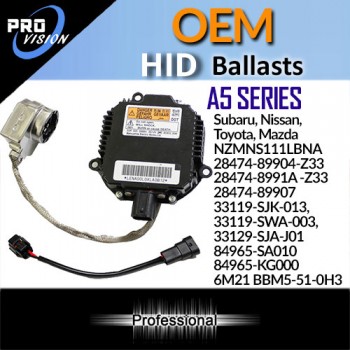 PRO
VISION
OEM
HID Ballasts
A5 SERIES
Subaru, Nissan,
Toyota, Mazda
NZMNS111LBNA
28474-89904-Z33
28474-8991A -Z33
28474-89907
33119-SJK-013,
33119-SWA-003,
33129-SJA-J01
84965-SA010
84965-KG000
6M21 BBM5-51-0H3
DANGER
Professional